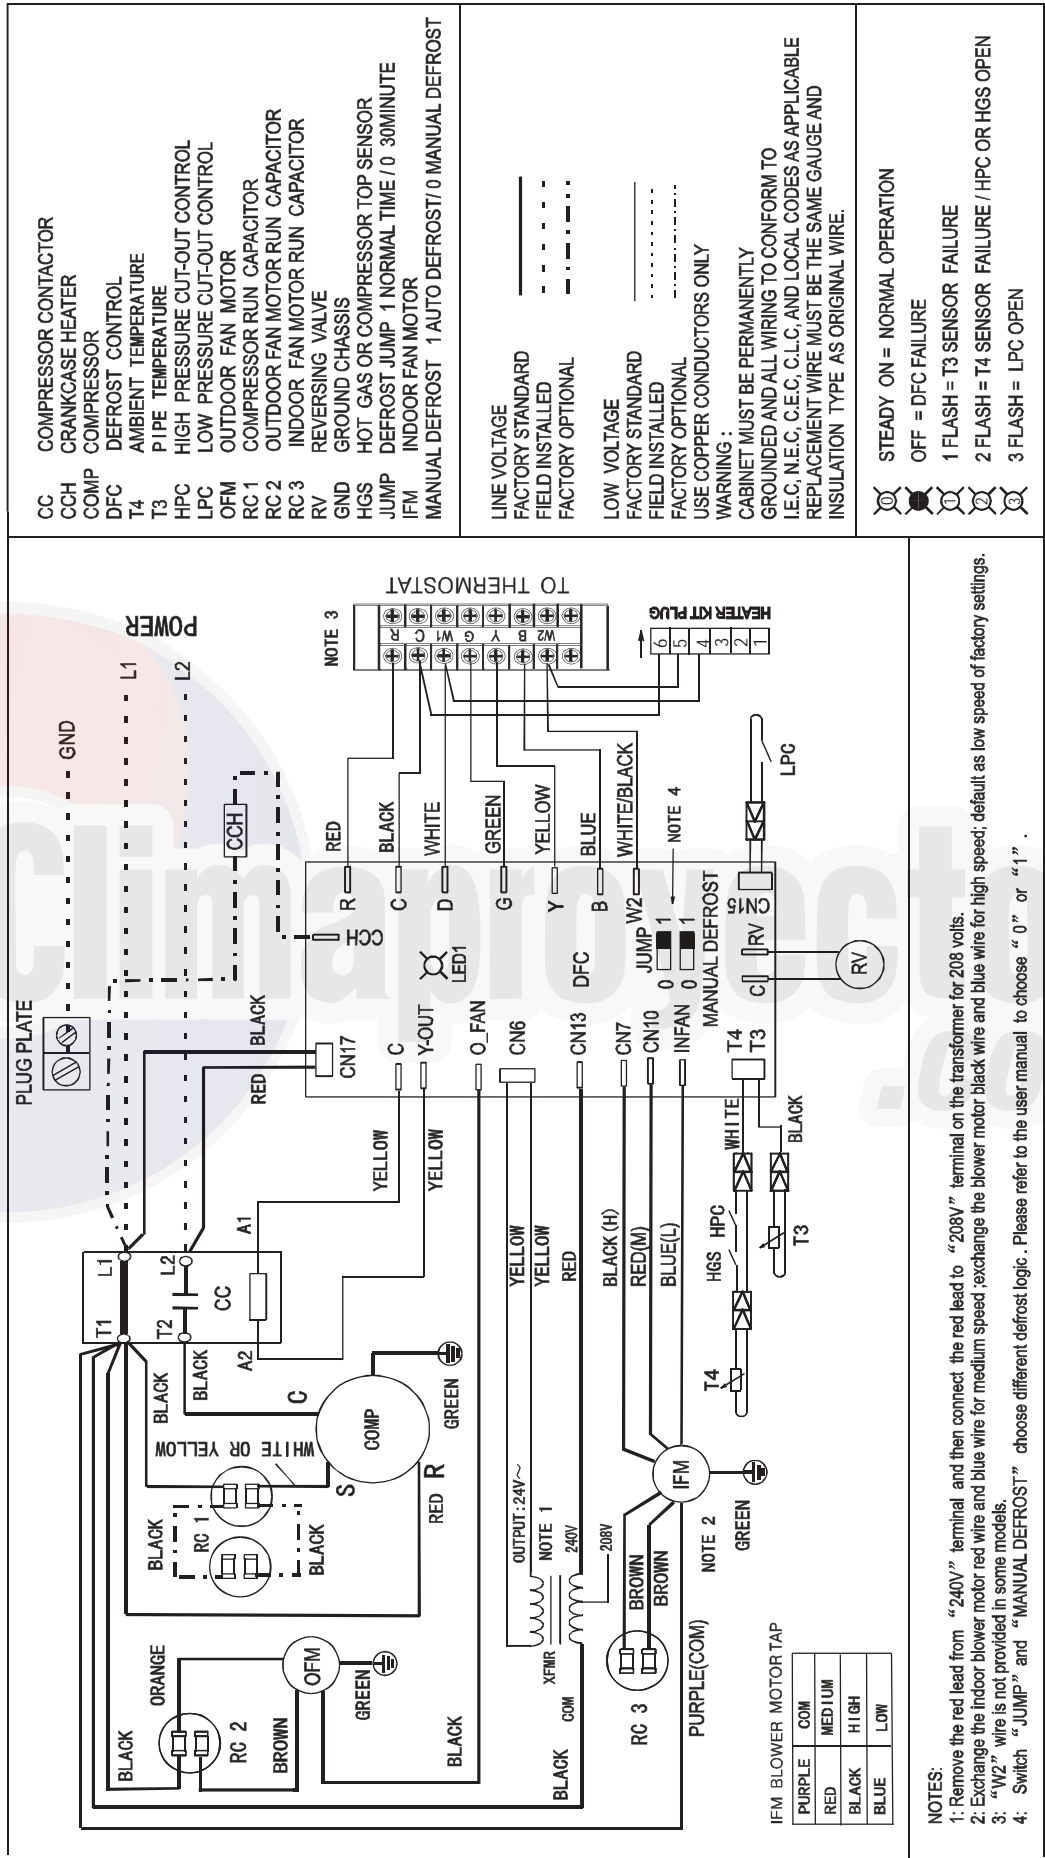 CC COMPRESSOR CONTACTOR
CCH CRANKCASE HEATER
COMP COMPRESSOR
DFC DEFROST CONTROL
T4 AMBIENT TEMPERATURE
T3 PIPE TEMPERATURE
HPC HIGH PRESSURE CUT-OUT CONTROL
LPC LOW PRESSURE CUT-OUT CONTROL
OFM OUTDOOR FAN MOTOR
RC 1 COMPRESSOR RUN CAPACITOR
RC 2 OUTDOOR FAN MOTOR RUN CAPACITOR
RC 3 INDOOR FAN MOTOR RUN CAPACITOR
RV REVERSING VALVE
GND GROUND CHASSIS
HGS HOT GAS OR COMPRESSOR TOP SENSOR
JUMP DEFROST JUMP 1 NORMAL TIME / 0 30MINUTE
IFM INDOOR FAN MOTOR
MANUAL DEFROST 1 AUTO DEFROST/ 0 MANUAL DEFROST
LINE VOLTAGE
FACTORY STANDARD
FIELD INSTALLED
FACTORY OPTIONAL
LOW VOLTAGE
FACTORY STANDARD
FIELD INSTALLED
FACTORY OPTIONAL
USE COPPER CONDUCTORS ONLY
WARNING :
CABINET MUST BE PERMANENTLY
GROUNDED AND ALL WIRING TO CONFORM TO
I.E.C, N.E.C, C.E.C, C.L.C, AND LOCAL CODES AS APPLICABLE
REPLACEMENT WIRE MUST BE THE SAME GAUGE AND
INSULATION TYPE AS ORIGINAL WIRE.
0 STEADY ON = NORMAL OPERATION
OFF = DFC FAILURE
1 1 FLASH = T3 SENSOR FAILURE
2 2 FLASH = T4 SENSOR FAILURE / HPC OR HGS OPEN
3 3 FLASH = LPC OPEN
PLUG PLATE
GND
L1
L2
POWER
CCH
BLACK
RED
T1
L1
T2
L2
CC
A1
A2
BLACK
BLACK
YELLOW
YELLOW
CN17
C
Y-OUT
O_FAN
CN6
CN13
CN7
CN10
INFAN
T4
T3
CCH
LED1
DFC
R
C
D
G
Y
B
W2
JUMP
0 1
0 1
MANUAL DEFROST
CN15
C
RV
RV
RED
BLACK
WHITE
GREEN
YELLOW
BLUE
WHITE/BLACK
NOTE 4
LPC
NOTE 3
R
C
W1
G
Y
B
W2
TO THERMOSTAT
6
5
4
3
2
1
HEATER KIT PLUG
WHITE OR YELLOW
C
S
R
COMP
GREEN
RED
BLACK
RC 1
BLACK
ORANGE
BLACK
RC 2
BROWN
OFM
GREEN
BLACK
YELLOW
YELLOW
RED
OUTPUT:24V~
NOTE 1
240V
208V
XFMR
COM
BLACK
BLACK(H)
RED(M)
BLUE(L)
BROWN
BROWN
RC 3
IFM
NOTE 2
GREEN
PURPLE(COM)
WHITE
BLACK
HGS
HPC
T4
T3
IFM BLOWER MOTOR TAP
PURPLE COM
RED MEDIUM
BLACK HIGH
BLUE LOW
NOTES:
1: Remove the red lead from “240V” terminal and then connect the red lead to “208V” terminal on the transformer for 208 volts.
2: Exchange the indoor blower motor red wire and blue wire for medium speed ;exchange the blower motor black wire and blue wire for high speed; default as low speed of factory settings.
3: “W2” wire is not provided in some models.
4: Switch “JUMP” and “MANUAL DEFROST” choose different defrost logic . Please refer to the user manual to choose “0” or “1” .
Climaproyecto
.co